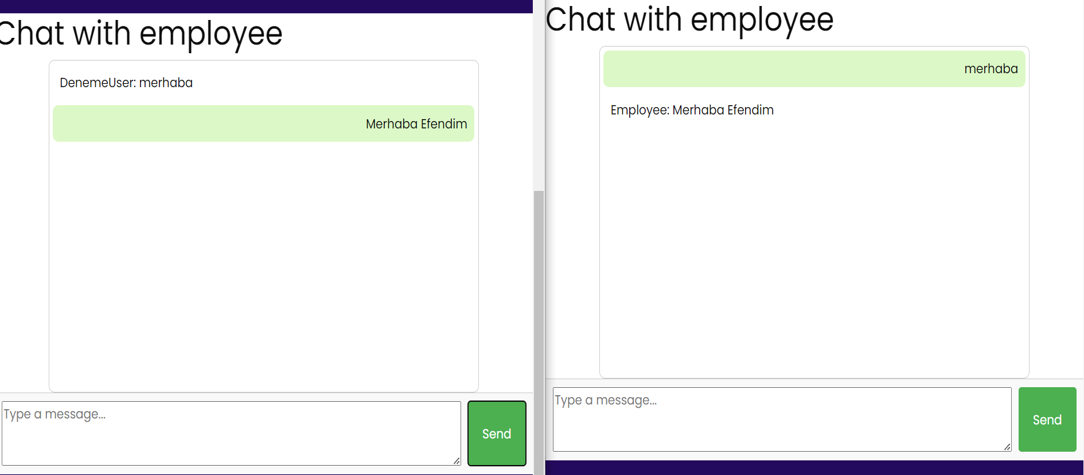 Chat with employee
DenemeUser: merhaba
Merhaba Efendim
Type a message...
Send
Chat with employee
merhaba
Employee: Merhaba Efendim
Type a message...
Send